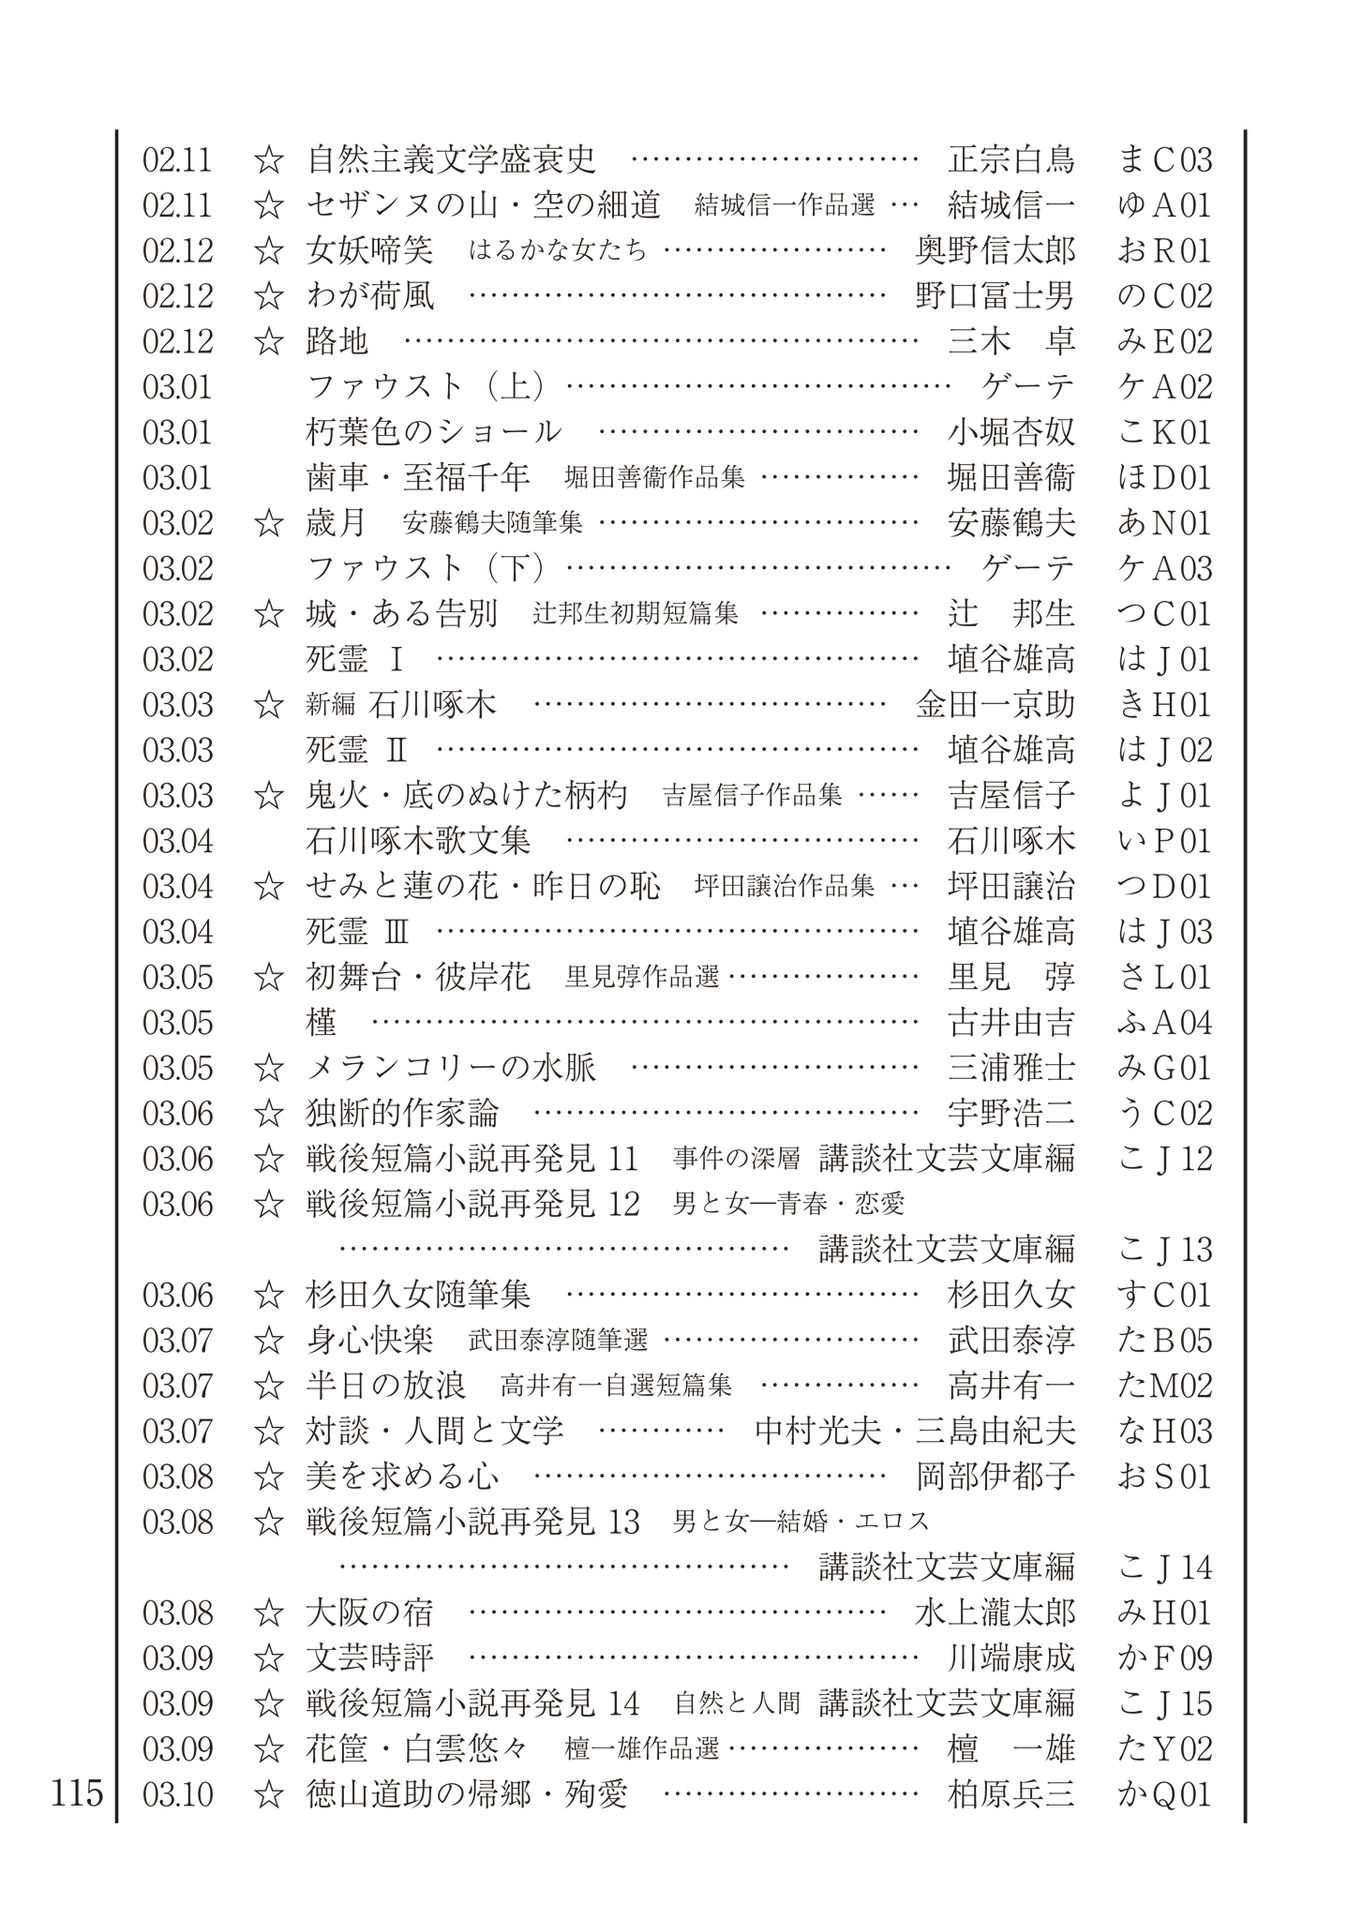 02.11 ☆ 自然主義文学盛衰史 ……………………… 正宗白鳥 まC03
02.11 ☆ セザンヌの山・空の細道 結城信一作品選 … 結城信一 ゆA01
02.12 ☆ 女妖啼笑 はるかな女たち ………………… 奥野信太郎 おR01
02.12 ☆ わが荷風 ………………………………… 野口冨士男 のC02
02.12 ☆ 路地 ………………………………………… 三木 卓 みE02
03.01 ファウスト（上）……………………………… ゲーテ ケA02
03.01 朽葉色のショール ………………………… 小堀杏奴 こK01
03.01 歯車・至福千年 堀田善衞作品集 …………… 堀田善衞 ほD01
03.02 ☆ 歳月 安藤鶴夫随筆集 ………………………… 安藤鶴夫 あN01
03.02 ファウスト（下）……………………………… ゲーテ ケA03
03.02 ☆ 城・ある告別 辻邦生初期短篇集 …………… 辻 邦生 つC01
03.02 死霊 Ⅰ ……………………………………… 埴谷雄高 はJ01
03.03 ☆ 新編 石川啄木 …………………………… 金田一京助 きH01
03.03 死霊 Ⅱ ……………………………………… 埴谷雄高 はJ02
03.03 ☆ 鬼火・底のぬけた柄杓 吉屋信子作品集 …… 吉屋信子 よJ01
03.04 石川啄木歌文集 …………………………… 石川啄木 いP01
03.04 ☆ せみと蓮の花・昨日の恥 坪田譲治作品集 … 坪田譲治 つD01
03.04 死霊 Ⅲ ……………………………………… 埴谷雄高 はJ03
03.05 ☆ 初舞台・彼岸花 里見弴作品選 ……………… 里見 弴 さL01
03.05 槿 …………………………………………… 古井由吉 ふA04
03.05 ☆ メランコリーの水脈 ……………………… 三浦雅士 みG01
03.06 ☆ 独断的作家論 ……………………………… 宇野浩二 うC02
03.06 ☆ 戦後短篇小説再発見 11 事件の深層 講談社文芸文庫編 こJ12
03.06 ☆ 戦後短篇小説再発見 12 男と女―青春・恋愛
…………………………………… 講談社文芸文庫編 こJ13
03.06 ☆ 杉田久女随筆集 …………………………… 杉田久女 すC01
03.07 ☆ 身心快楽 武田泰淳随筆選 …………………… 武田泰淳 たB05
03.07 ☆ 半日の放浪 高井有一自選短篇集 …………… 高井有一 たM02
03.07 ☆ 対談・人間と文学 ………… 中村光夫・三島由紀夫 なH03
03.08 ☆ 美を求める心 …………………………… 岡部伊都子 おS01
03.08 ☆ 戦後短篇小説再発見 13 男と女―結婚・エロス
…………………………………… 講談社文芸文庫編 こJ14
03.08 ☆ 大阪の宿 ………………………………… 水上瀧太郎 みH01
03.09 ☆ 文芸時評 …………………………………… 川端康成 かF09
03.09 ☆ 戦後短篇小説再発見 14 自然と人間 講談社文芸文庫編 こJ15
03.09 ☆ 花筐・白雲悠々 檀一雄作品選 ……………… 檀 一雄 たY02
03.10 ☆ 徳山道助の帰郷・殉愛 …………………… 柏原兵三 かQ01
115